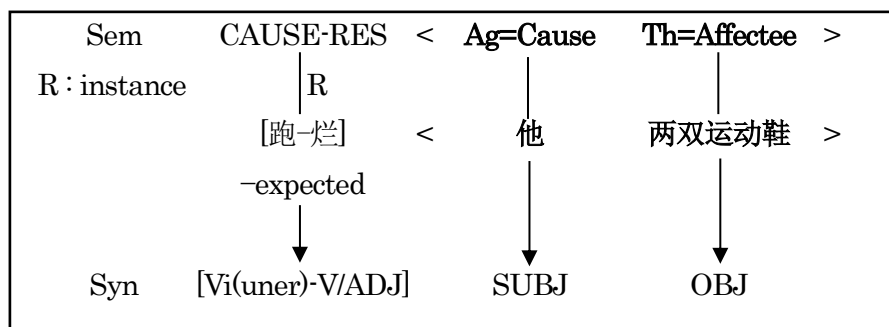 Sem CAUSE-RES < Ag=Cause Th=Affectee >
R : instance R
[跑-烂] < 他 两双运动鞋 >
-expected
Syn [Vi(uner)-V/ADJ] SUBJ OBJ